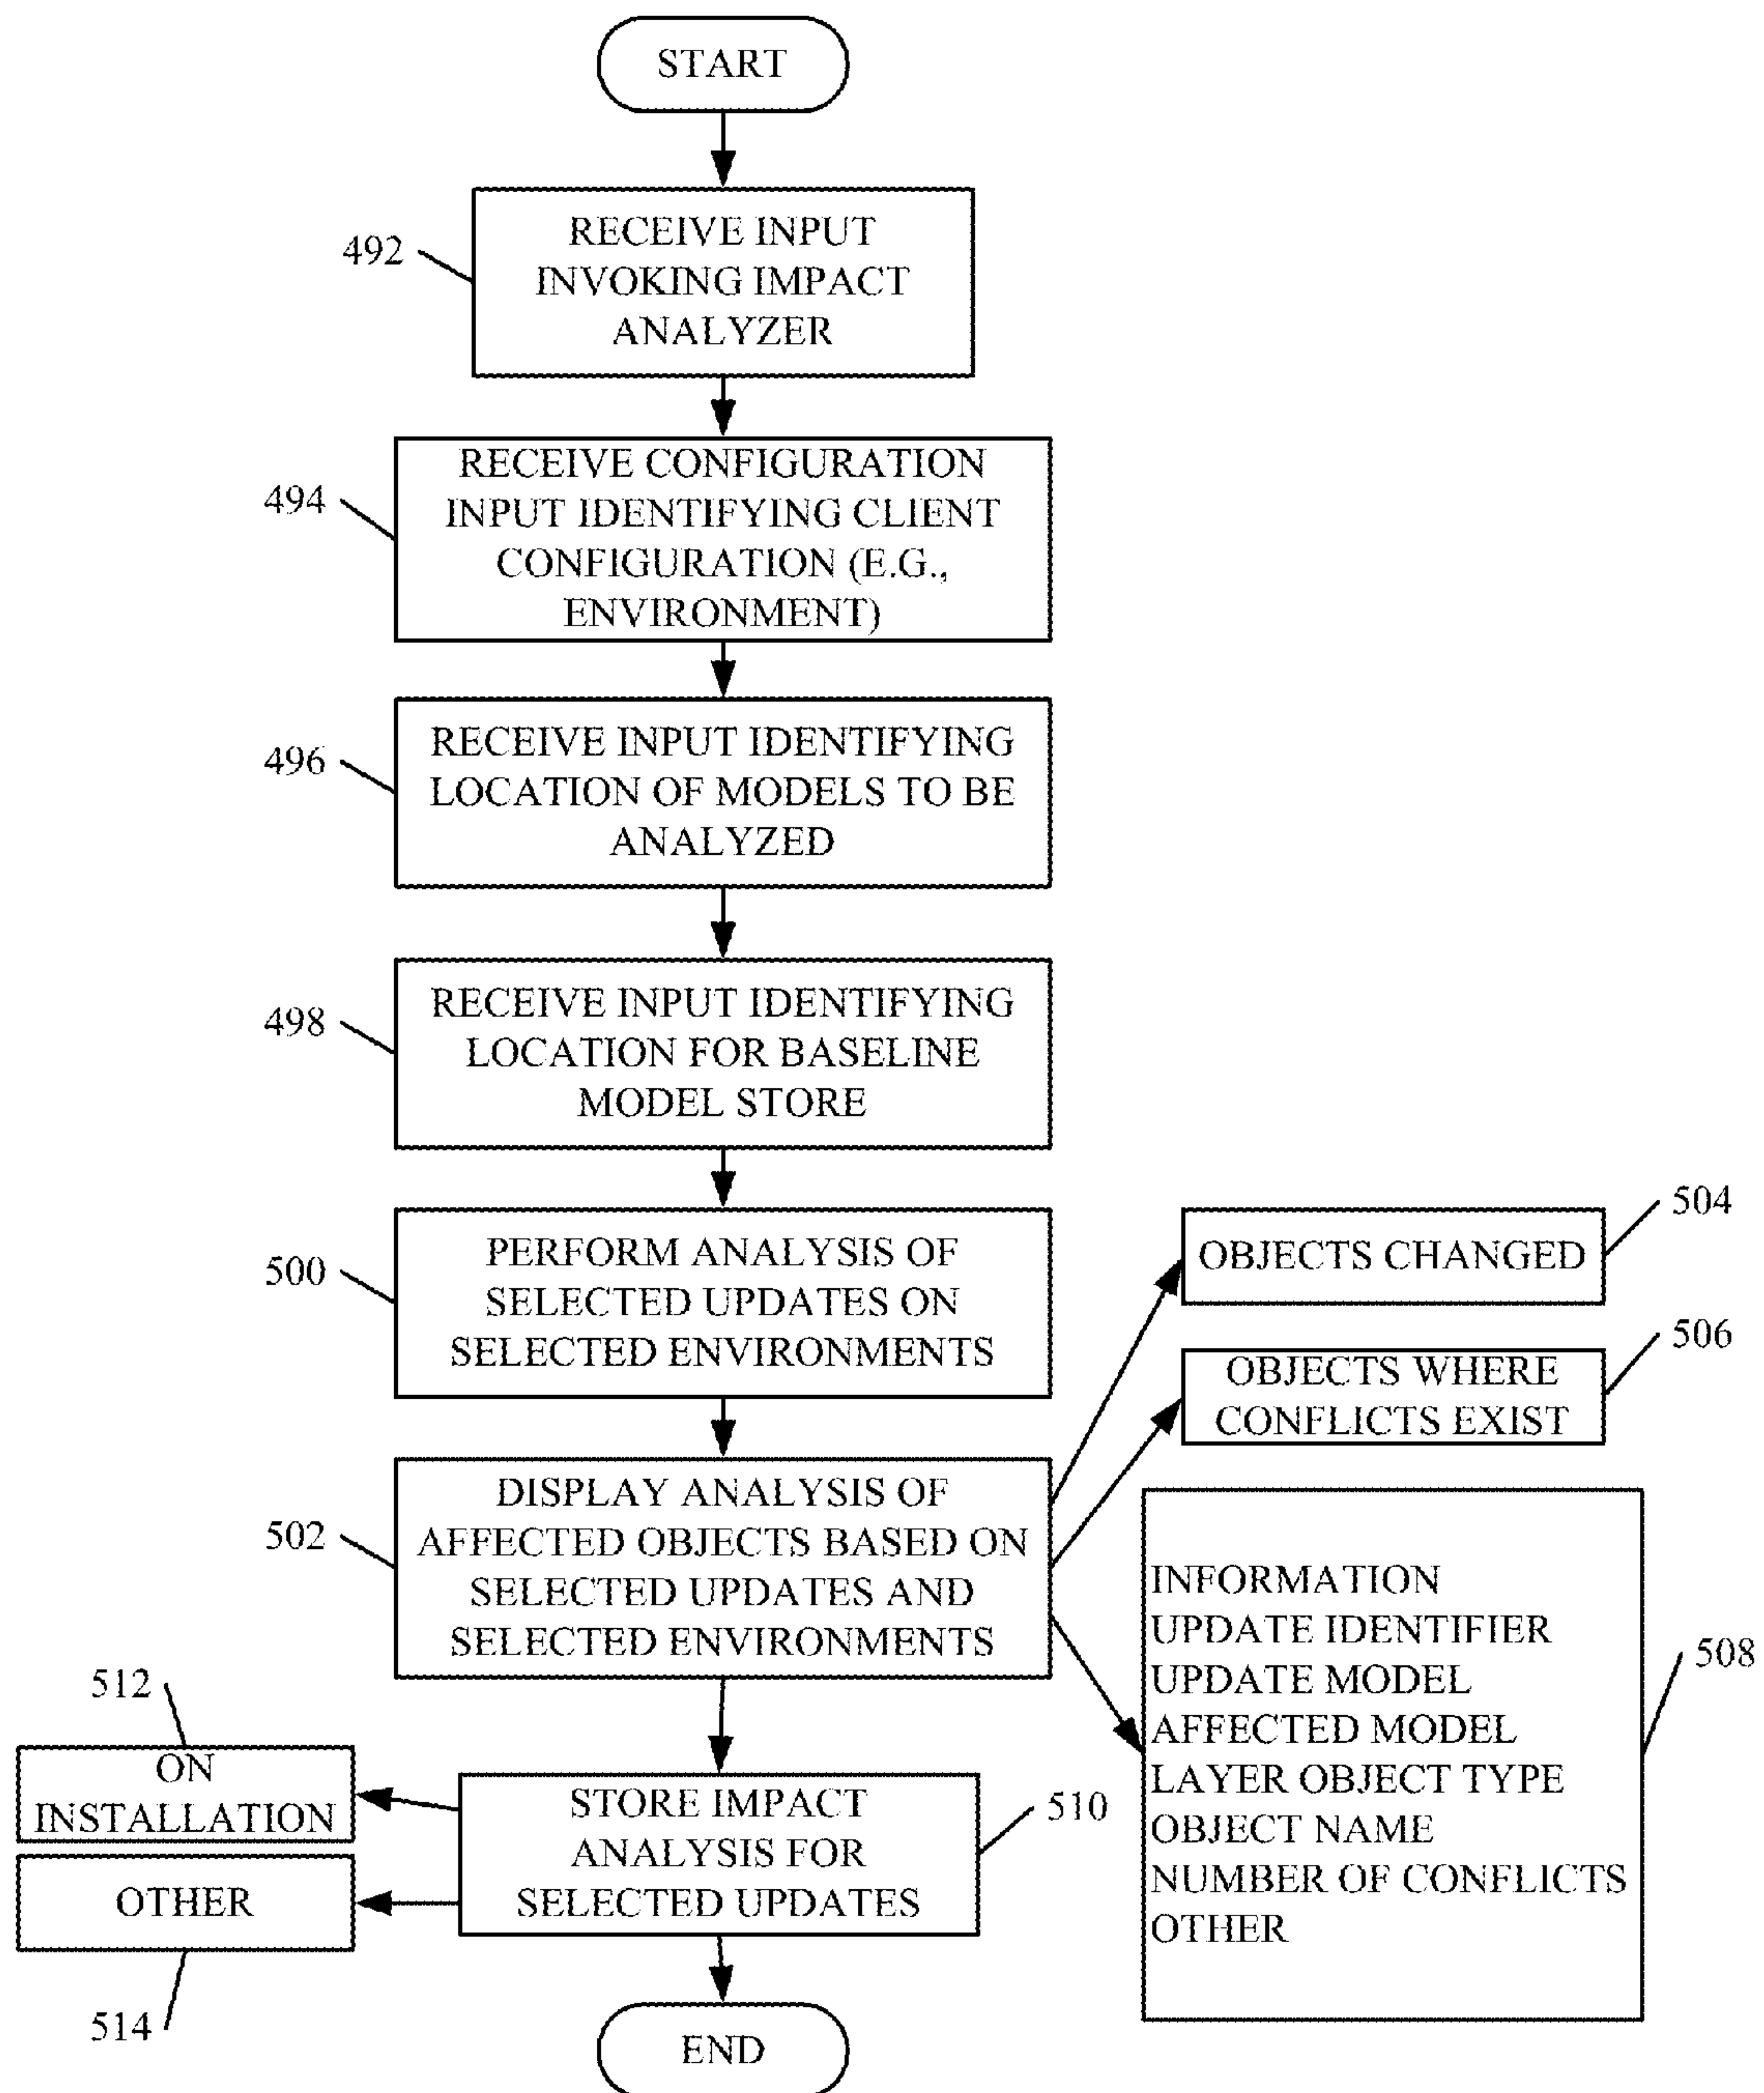 START
492
RECEIVE INPUT
INVOKING IMPACT
ANALYZER
494
RECEIVE CONFIGURATION
INPUT IDENTIFYING CLIENT
CONFIGURATION (E.G.,
ENVIRONMENT)
496
RECEIVE INPUT IDENTIFYING
LOCATION OF MODELS TO BE
ANALYZED
498
RECEIVE INPUT IDENTIFYING
LOCATION FOR BASELINE
MODEL STORE
500
PERFORM ANALYSIS OF
SELECTED UPDATES ON
SELECTED ENVIRONMENTS
504
OBJECTS CHANGED
506
OBJECTS WHERE
CONFLICTS EXIST
502
DISPLAY ANALYSIS OF
AFFECTED OBJECTS BASED ON
SELECTED UPDATES AND
SELECTED ENVIRONMENTS
INFORMATION
UPDATE IDENTIFIER
UPDATE MODEL
AFFECTED MODEL
LAYER OBJECT TYPE
OBJECT NAME
NUMBER OF CONFLICTS
OTHER
508
512
ON
INSTALLATION
STORE IMPACT
ANALYSIS FOR
SELECTED UPDATES
510
OTHER
514
END